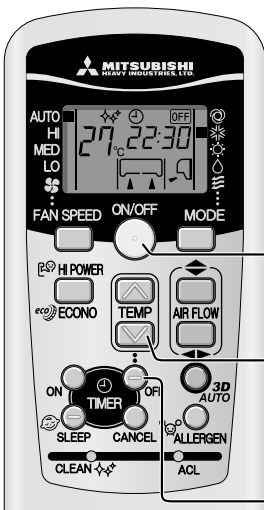 MITSUBISHI
HEAVY INDUSTRIES, LTD.
AUTO
OFF
HI
27°C 22:30
MED
LO
FAN SPEED ON/OFF MODE
HI POWER
eco ECONO
TEMP
AIR FLOW
3D
AUTO
ON OFF
TIMER
SLEEP CANCEL ALLERGEN
CLEAN ACL